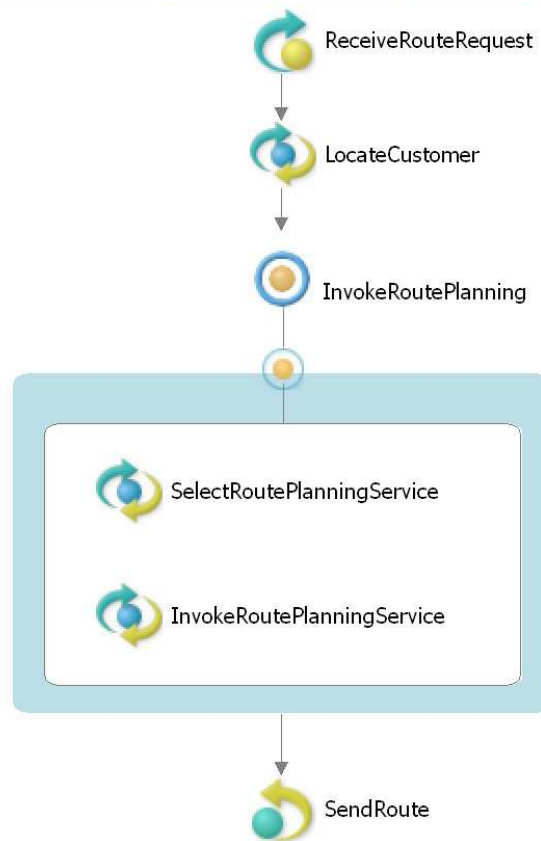 ReceiveRouteRequest
LocateCustomer
InvokeRoutePlanning
SelectRoutePlanningService
InvokeRoutePlanningService
SendRoute